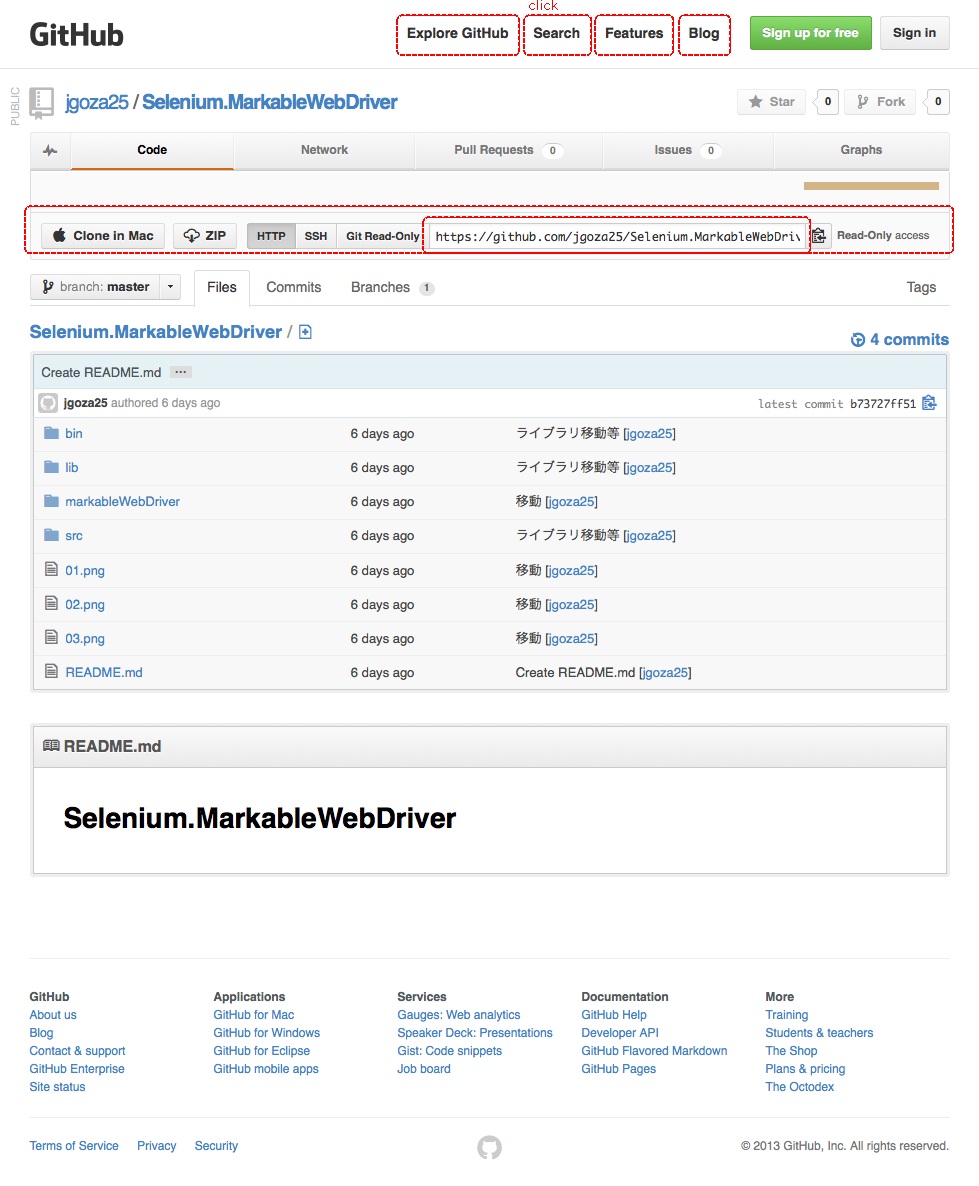 click
GitHub Explore GitHub Search Features Blog Sign up for free Sign in
PUBLIC
jgoza25 / Selenium.MarkableWebDriver Star 0 Fork 0
Code Network Pull Requests 0 Issues 0 Graphs
Clone in Mac ZIP HTTP SSH Git Read-Only https://github.com/jgoza25/Selenium.MarkableWebDri Read-Only access
branch: master Files Commits Branches 1 Tags
Selenium.MarkableWebDriver /
4 commits
Create README.md ...
jgoza25 authored 6 days ago latest commit b73727ff51
bin 6 days ago ライブラリ移動等 [jgoza25]
lib 6 days ago ライブラリ移動等 [jgoza25]
markableWebDriver 6 days ago 移動 [jgoza25]
src 6 days ago ライブラリ移動等 [jgoza25]
01.png 6 days ago 移動 [jgoza25]
02.png 6 days ago 移動 [jgoza25]
03.png 6 days ago 移動 [jgoza25]
README.md 6 days ago Create README.md [jgoza25]
README.md
Selenium.MarkableWebDriver
GitHub Applications Services Documentation More
About us GitHub for Mac Gauges: Web analytics GitHub Help Training
Blog GitHub for Windows Speaker Deck: Presentations Developer API Students & teachers
Contact & support GitHub for Eclipse Gist: Code snippets GitHub Flavored Markdown The Shop
GitHub Enterprise GitHub mobile apps Job board GitHub Pages Plans & pricing
Site status The Octodex
Terms of Service Privacy Security © 2013 GitHub, Inc. All rights reserved.